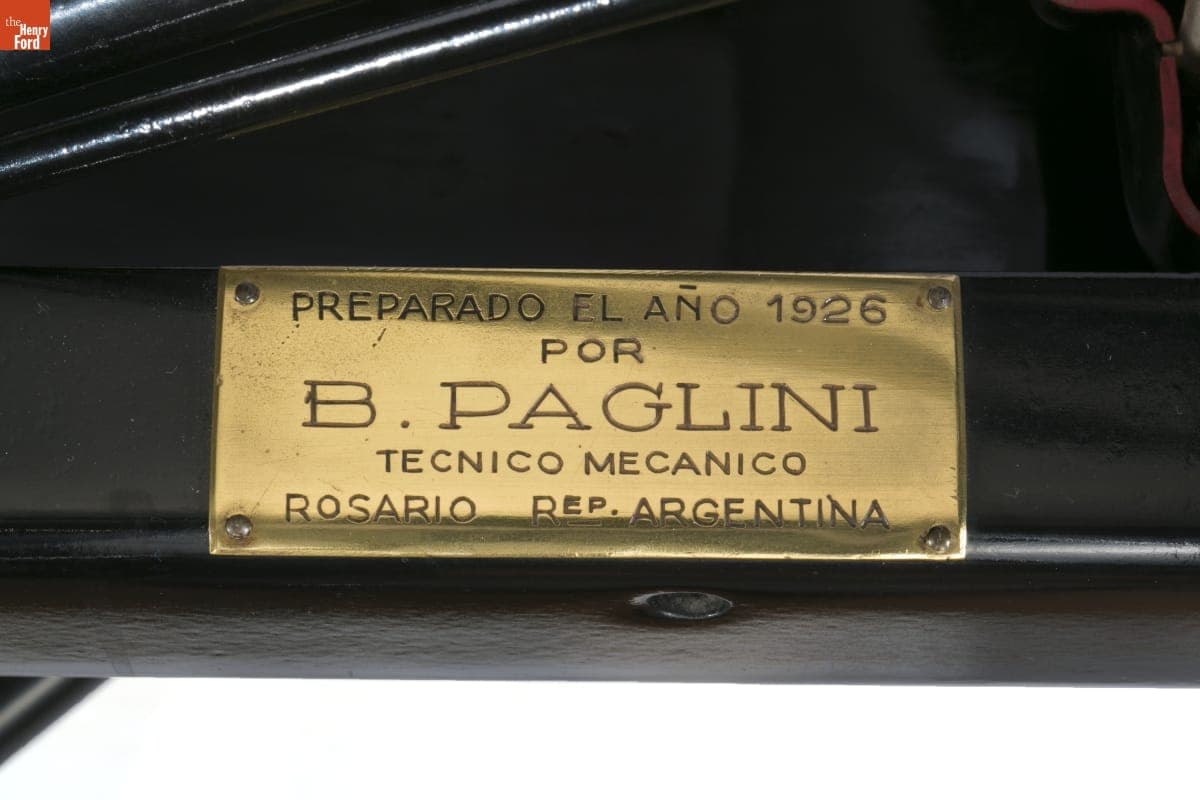 the
Henry
Ford
PREPARADO EL AÑO 1926
POR
B. PAGLINI
TECNICO MECANICO
ROSARIO REP. ARGENTINA